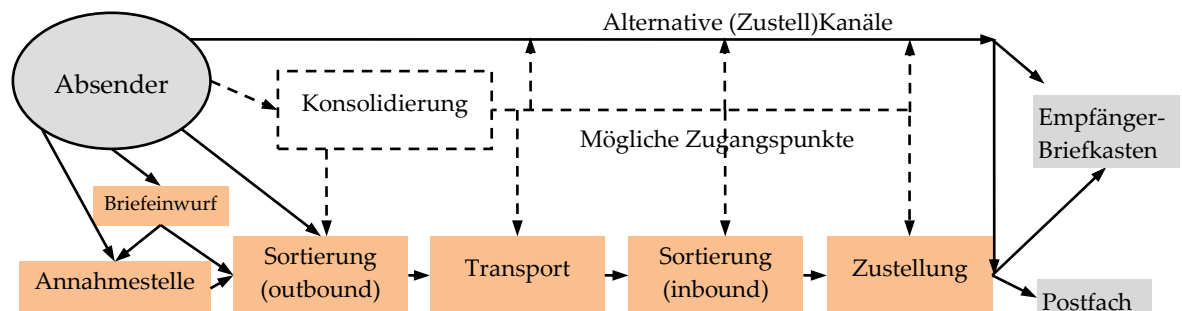 Alternative (Zustell)Kanäle
Absender
Konsolidierung
Mögliche Zugangspunkte
Empfänger-
Briefkasten
Briefeinwurf
Annahmestelle
Sortierung
(outbound)
Transport
Sortierung
(inbound)
Zustellung
Postfach